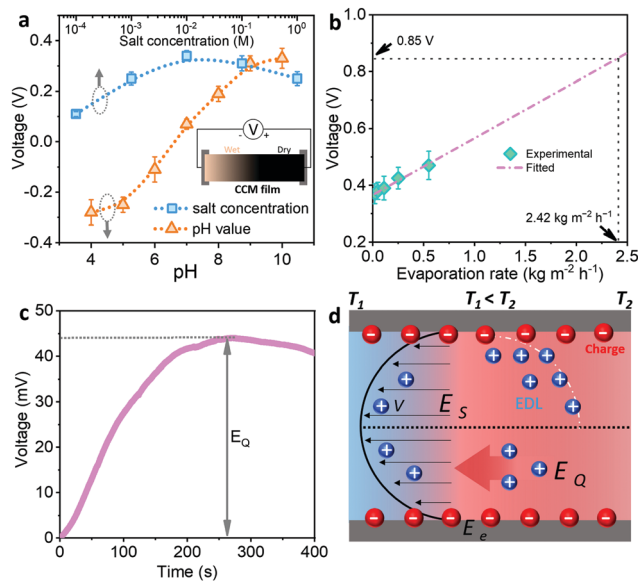 a
10⁻⁴ 10⁻³ 10⁻² 10⁻¹ 10⁰
Salt concentration (M)
0.4
0.2
0.0
-0.2
-0.4
Voltage (V)
- V +
Wet Dry
CCM film
salt concentration
pH value
4 6 8 10
pH
b
1.0
0.8
0.6
0.4
0.2
Voltage (V)
0.85 V
Experimental
Fitted
2.42 kg m⁻² h⁻¹
0.0 0.5 1.0 1.5 2.0 2.5
Evaporation rate (kg m⁻² h⁻¹)
c
50
40
30
20
10
0
Voltage (mV)
E_Q
0 100 200 300 400
Time (s)
T₁ T₁ < T₂ T₂
d
Charge
V
E_S
EDL
E_Q
E_e